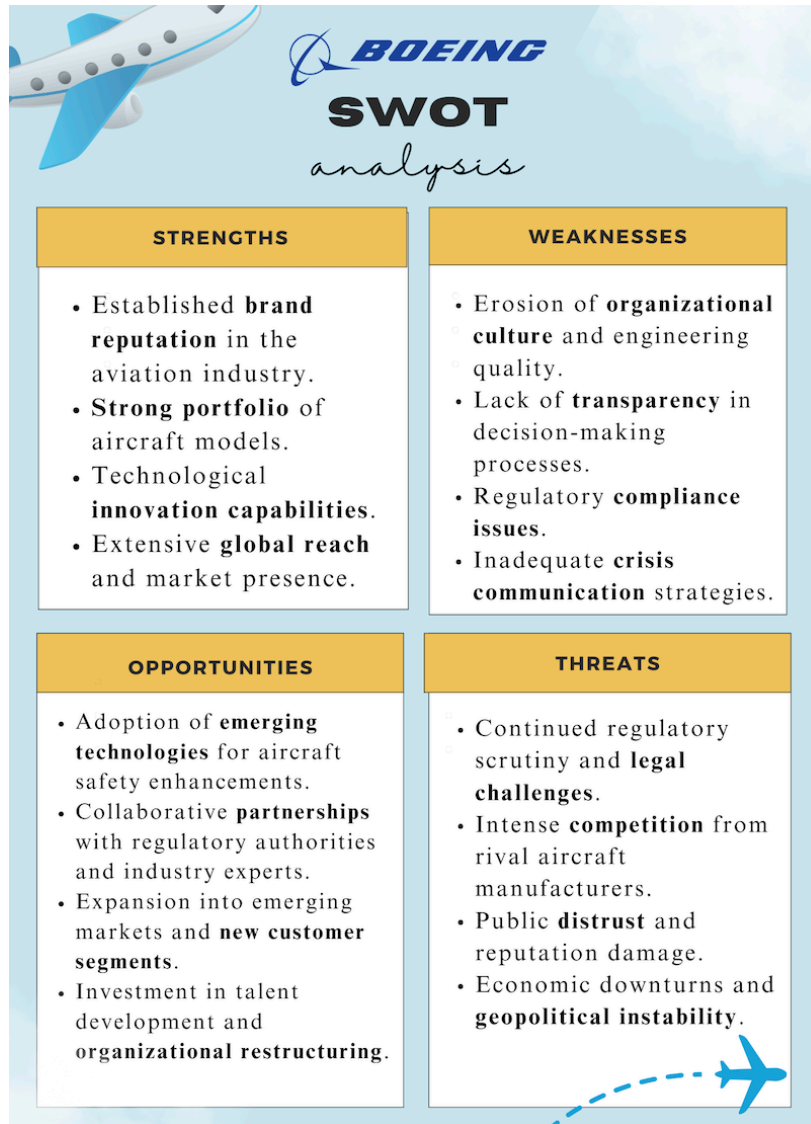 BOEING
SWOT
analysis
STRENGTHS
• Established brand
reputation in the
aviation industry.
• Strong portfolio of
aircraft models.
• Technological
innovation capabilities.
• Extensive global reach
and market presence.
WEAKNESSES
• Erosion of organizational
culture and engineering
quality.
• Lack of transparency in
decision-making
processes.
• Regulatory compliance
issues.
• Inadequate crisis
communication strategies.
OPPORTUNITIES
• Adoption of emerging
technologies for aircraft
safety enhancements.
• Collaborative partnerships
with regulatory authorities
and industry experts.
• Expansion into emerging
markets and new customer
segments.
• Investment in talent
development and
organizational restructuring.
THREATS
• Continued regulatory
scrutiny and legal
challenges.
• Intense competition from
rival aircraft
manufacturers.
• Public distrust and
reputation damage.
• Economic downturns and
geopolitical instability.